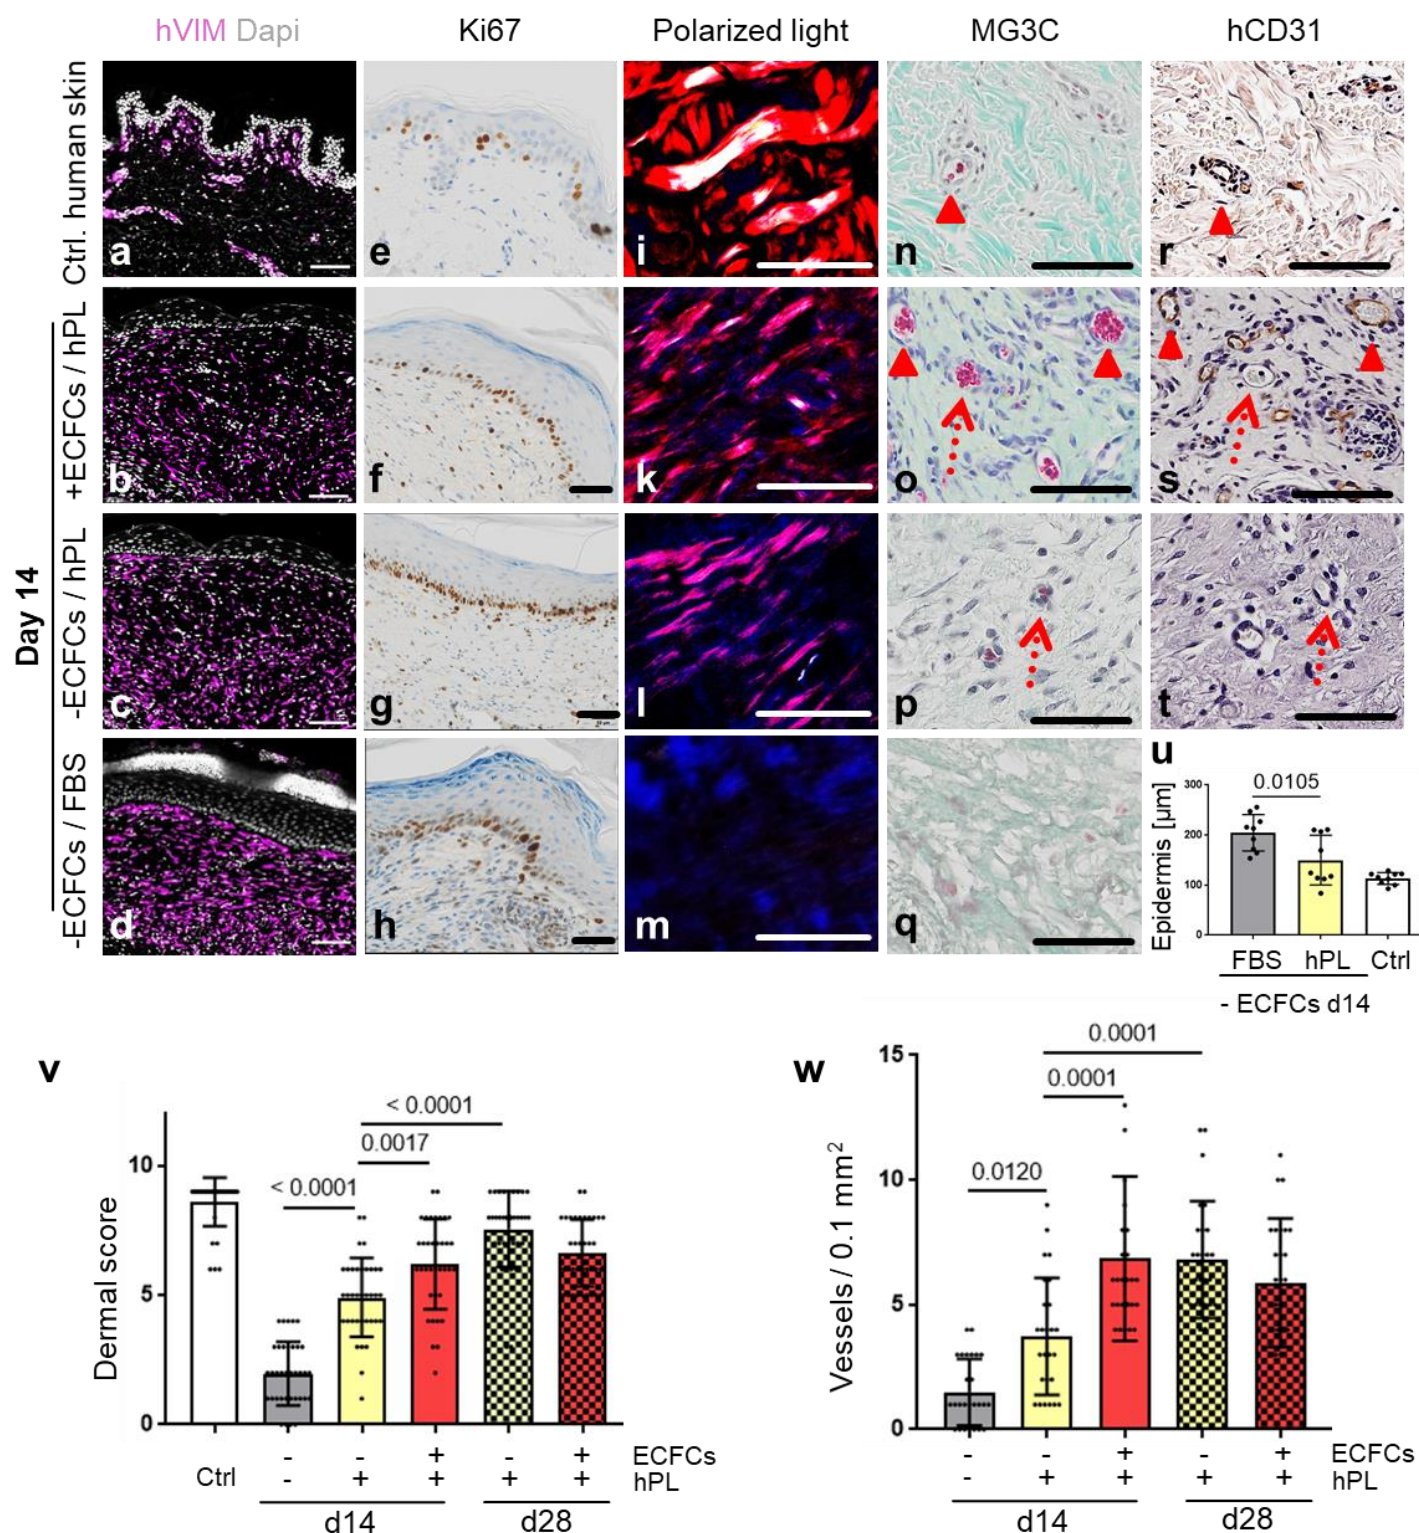 hVIM Dapi
Ki67
Polarized light
MG3C
hCD31
Ctrl. human skin
a
e
i
n
r
Day 14
+ECFCs / hPL
b
f
k
o
s
-ECFCs / hPL
c
g
l
p
t
-ECFCs / FBS
d
h
m
q
u
0.0105
Epidermis [µm]
300
200
100
0
FBS hPL Ctrl
- ECFCs d14
v
Dermal score
10
5
0
< 0.0001
0.0017
< 0.0001
- - + - + ECFCs
Ctrl - + + + + hPL
d14 d28
w
Vessels / 0.1 mm²
15
10
5
0
0.0001
0.0001
0.0120
- - + - + ECFCs
- + + + + hPL
d14 d28